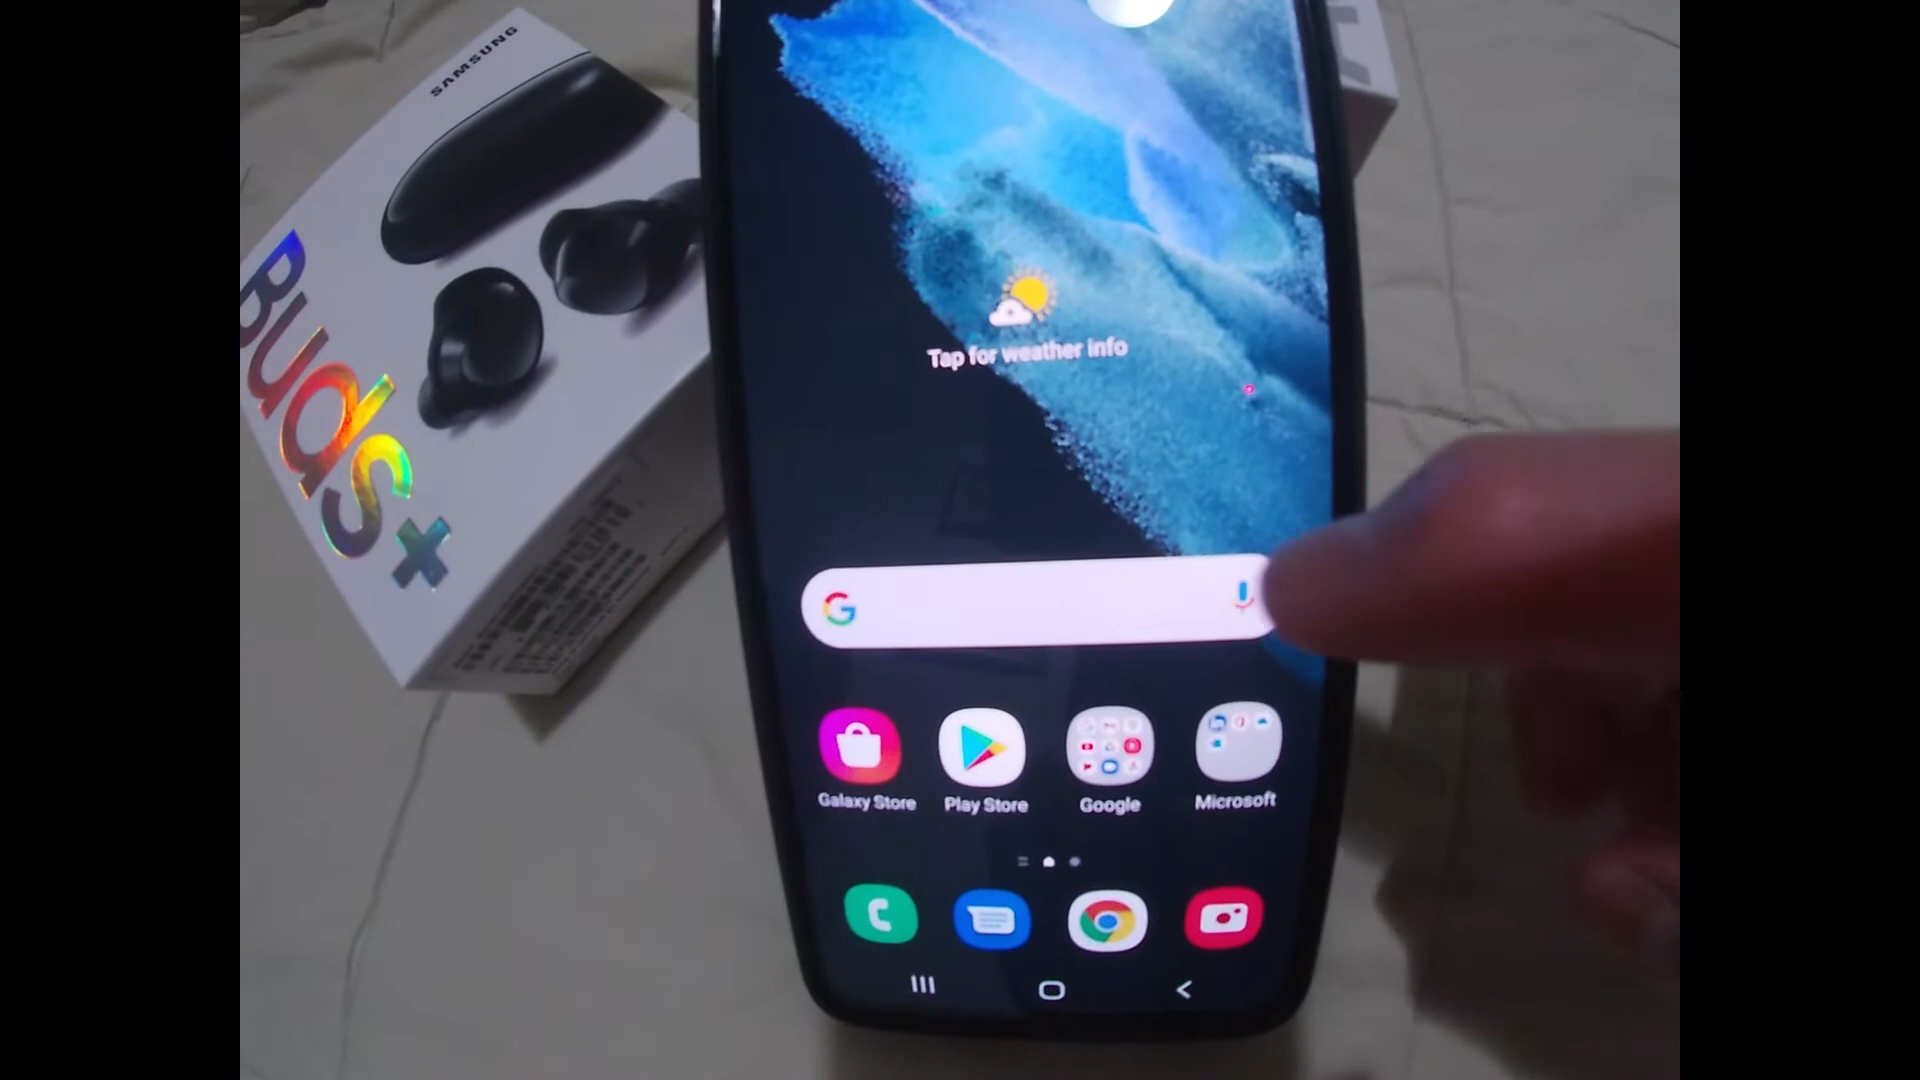 SAMSUNG
Buds+
Tap for weather info
G
Galaxy Store
Play Store
Google
Microsoft